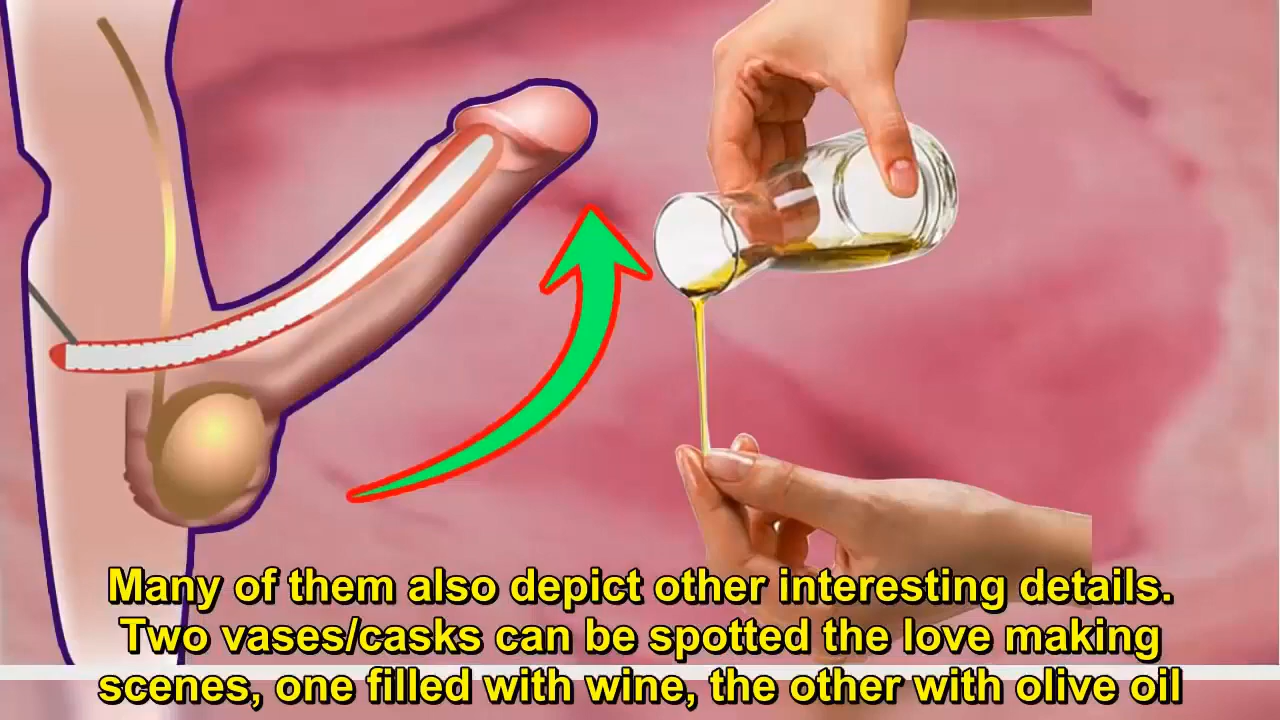 Many of them also depict other interesting details.
Two vases/casks can be spotted the love making
scenes, one filled with wine, the other with olive oil